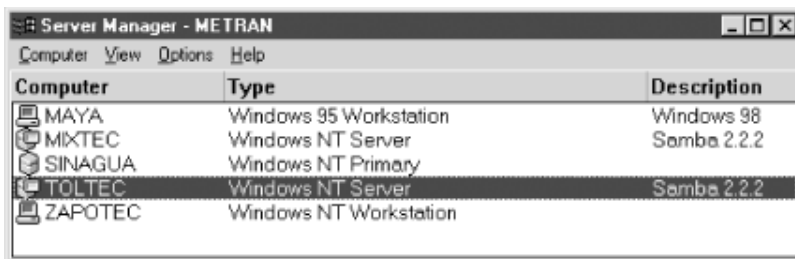 Server Manager - METRAN
Computer View Options Help
Computer Type Description
MAYA Windows 95 Workstation Windows 98
MIXTEC Windows NT Server Samba 2.2.2
SINAGUA Windows NT Primary
TOLTEC Windows NT Server Samba 2.2.2
ZAPOTEC Windows NT Workstation